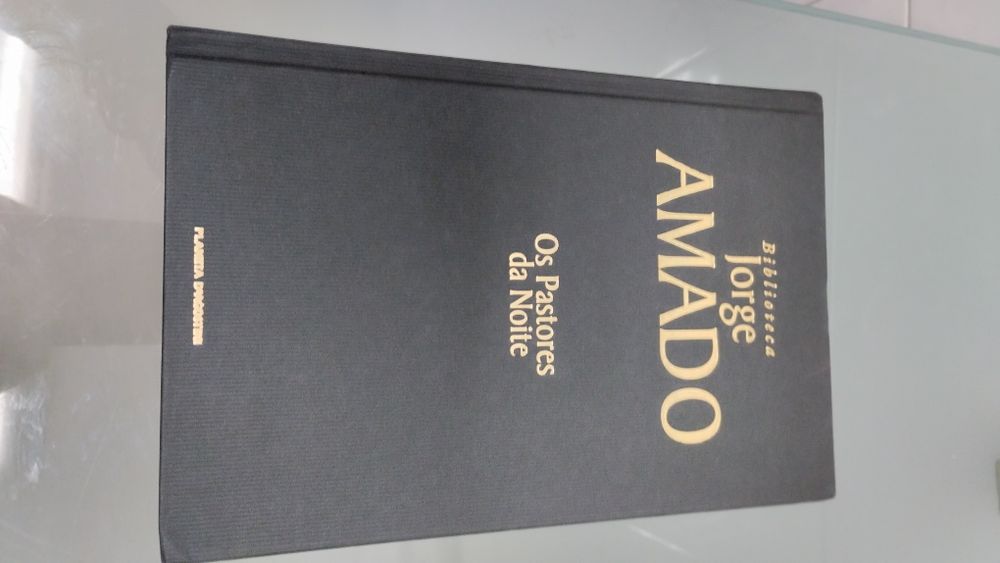 Biblioteca
Jorge
AMADO
Os Pastores
da Noite
PLANETA DEAGOSTINI